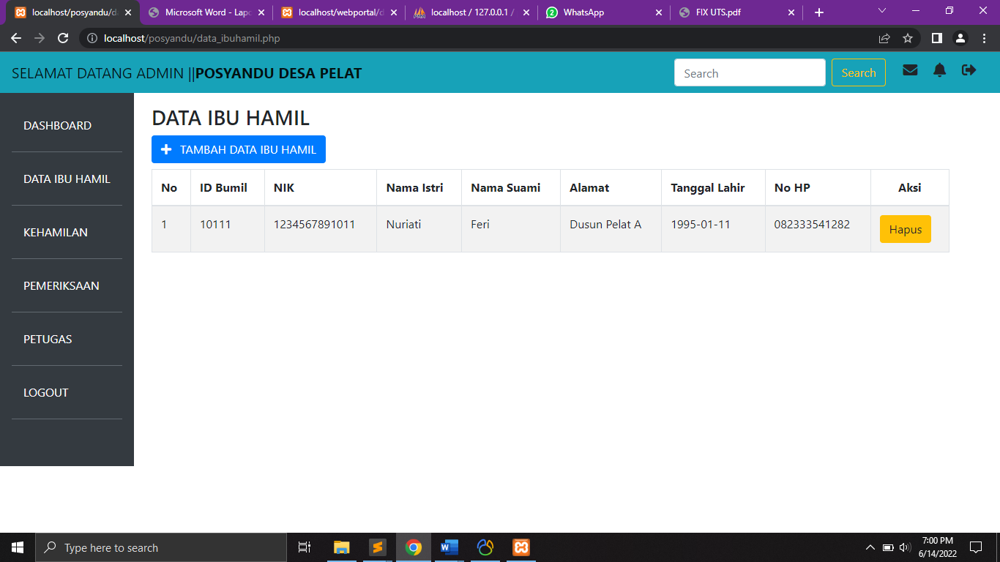 localhost/posyandu/da
Microsoft Word - Lapo
localhost/webportal/d
localhost / 127.0.0.1 /
2 WhatsApp
FIX UTS.pdf
localhost/posyandu/data_ibuhamil.php
SELAMAT DATANG ADMIN ||POSYANDU DESA PELAT
Search
Search
DASHBOARD
DATA IBU HAMIL
KEHAMILAN
PEMERIKSAAN
PETUGAS
LOGOUT
DATA IBU HAMIL
TAMBAH DATA IBU HAMIL
No ID Bumil NIK Nama Istri Nama Suami Alamat Tanggal Lahir No HP Aksi
1 10111 1234567891011 Nuriati Feri Dusun Pelat A 1995-01-11 082333541282 Hapus
Type here to search
7:00 PM
6/14/2022